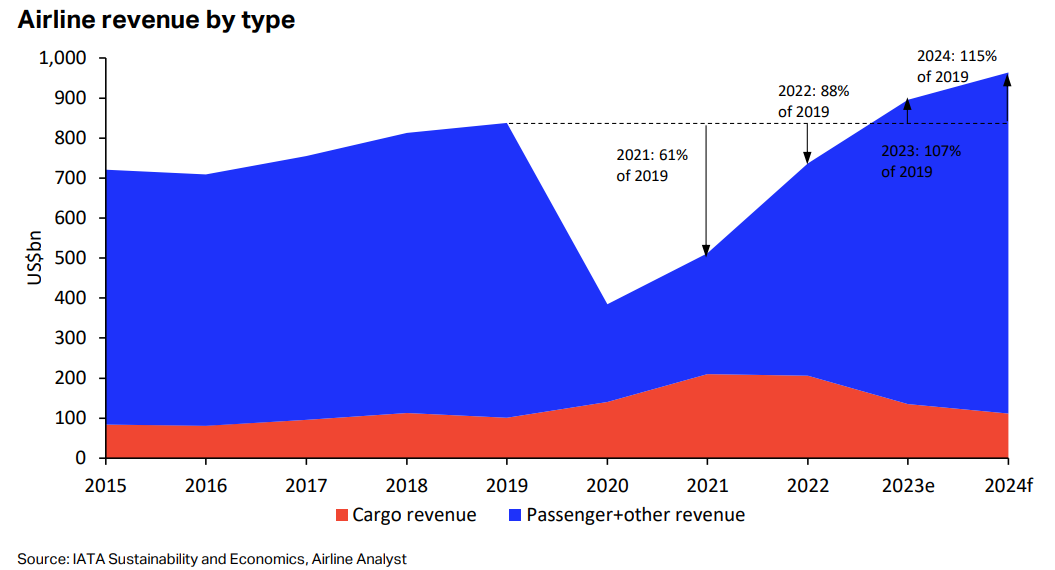 Airline revenue by type
1,000
900
800
700
600
500
400
300
200
100
0
US$bn
2021: 61%
of 2019
2022: 88%
of 2019
2023: 107%
of 2019
2024: 115%
of 2019
2015 2016 2017 2018 2019 2020 2021 2022 2023e 2024f
Cargo revenue Passenger+other revenue
Source: IATA Sustainability and Economics, Airline Analyst